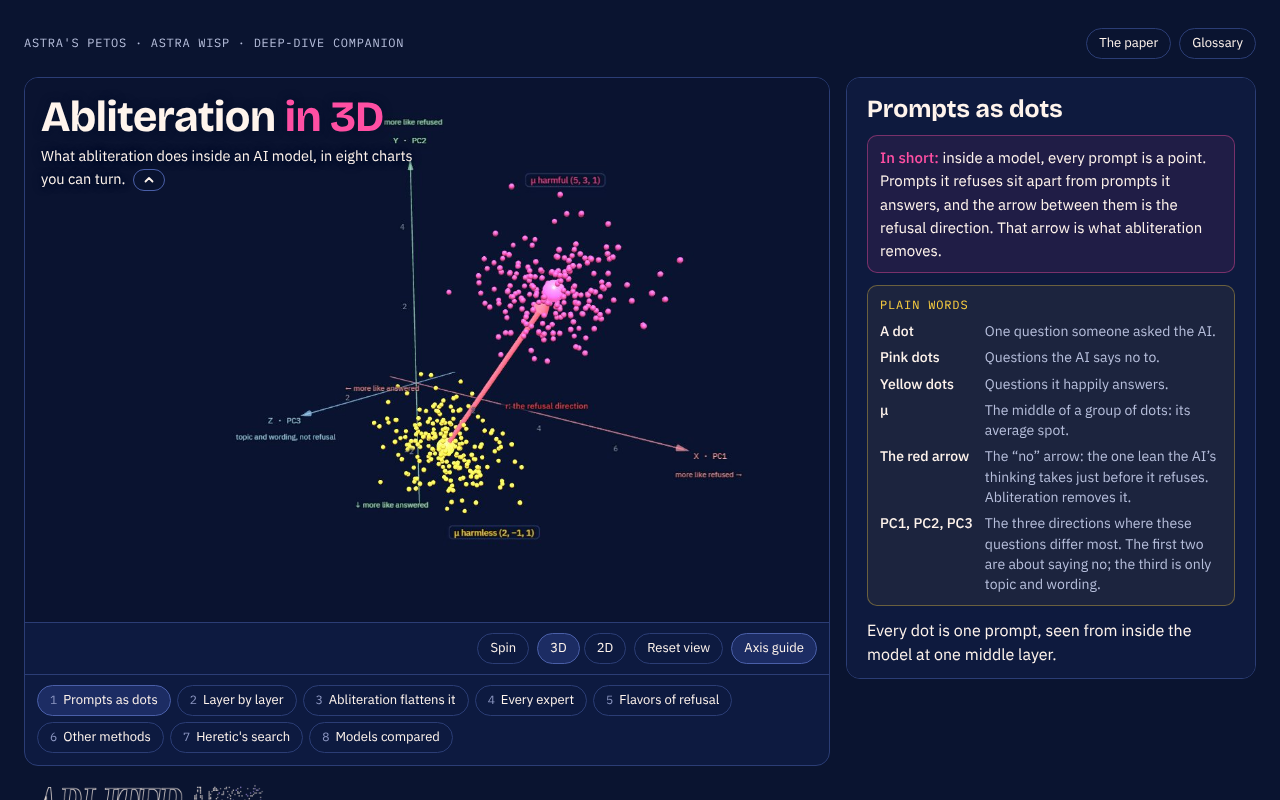 ASTRA'S PETOS · ASTRA WISP · DEEP-DIVE COMPANION
The paper
Glossary
Abliteration in 3D
What abliteration does inside an AI model, in eight charts
you can turn.
more like refused
Y · PC2
μ harmful (5, 3, 1)
4
2
← more like answered
2
Z · PC3
topic and wording, not refusal
r: the refusal direction
4
6
X · PC1
more like refused →
↓ more like answered
μ harmless (2, −1, 1)
Spin
3D
2D
Reset view
Axis guide
1 Prompts as dots
2 Layer by layer
3 Abliteration flattens it
4 Every expert
5 Flavors of refusal
6 Other methods
7 Heretic's search
8 Models compared
Prompts as dots
In short: inside a model, every prompt is a point.
Prompts it refuses sit apart from prompts it
answers, and the arrow between them is the
refusal direction. That arrow is what abliteration
removes.
PLAIN WORDS
A dot One question someone asked the AI.
Pink dots Questions the AI says no to.
Yellow dots Questions it happily answers.
μ The middle of a group of dots: its
average spot.
The red arrow The “no” arrow: the one lean the AI’s
thinking takes just before it refuses.
Abliteration removes it.
PC1, PC2, PC3 The three directions where these
questions differ most. The first two
are about saying no; the third is only
topic and wording.
Every dot is one prompt, seen from inside the
model at one middle layer.